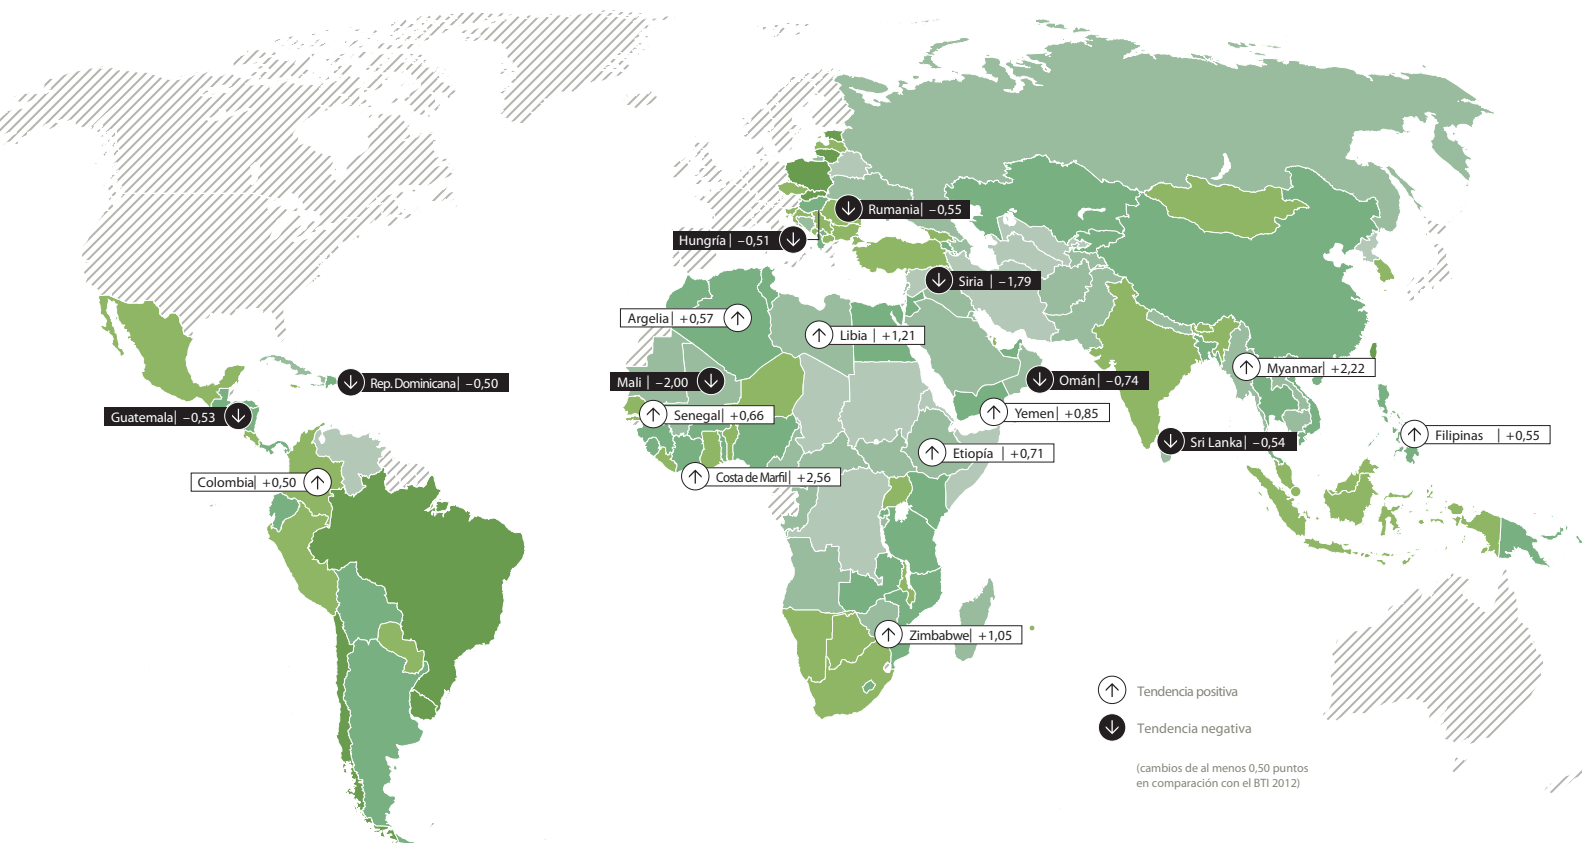 Rumania| –0,55
Hungría | –0,51
Siria | –1,79
Argelia| +0,57
Libia | +1,21
Myanmar| +2,22
Rep. Dominicana| –0,50
Mali | –2,00
Omán| –0,74
Guatemala| –0,53
Senegal| +0,66
Yemen | +0,85
Filipinas | +0,55
Sri Lanka| –0,54
Etiopía | +0,71
Colombia| +0,50
Costa de Marfil| +2,56
Zimbabwe| +1,05
Tendencia positiva
Tendencia negativa
(cambios de al menos 0,50 puntos
en comparación con el BTI 2012)